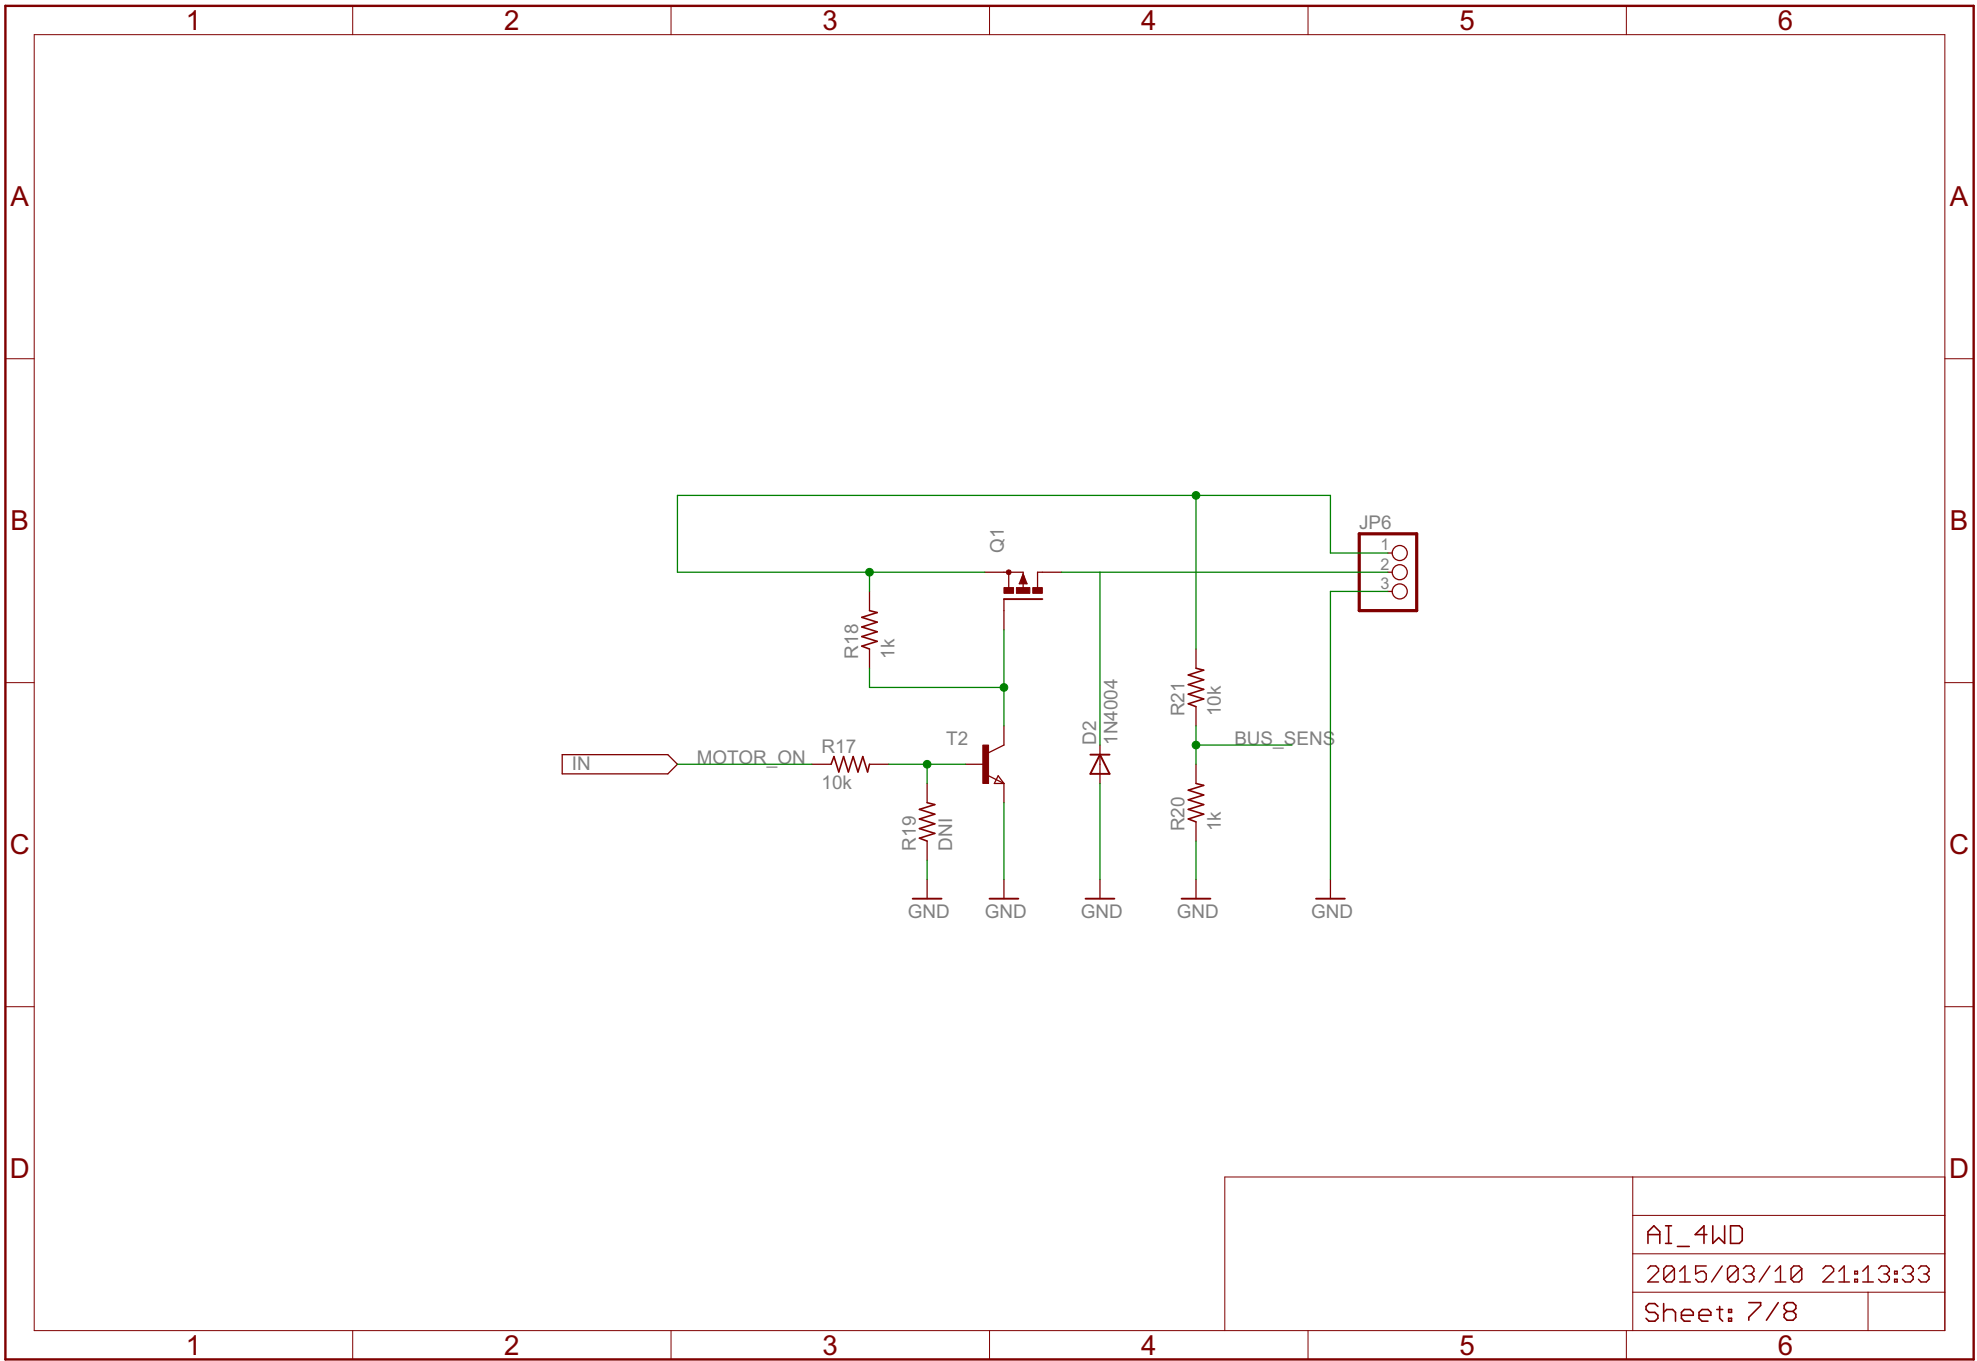 1 2 3 4 5 6
A A
B B
C C
D D
Q1
JP6
1
2
3
R18
1k
R21
10k
D2
1N4004
BUS_SENS
T2
IN
MOTOR_ON
R17
10k
R19
DNI
R20
1k
GND GND GND GND GND
AI_4WD
2015/03/10 21:13:33
Sheet: 7/8
1 2 3 4 5 6